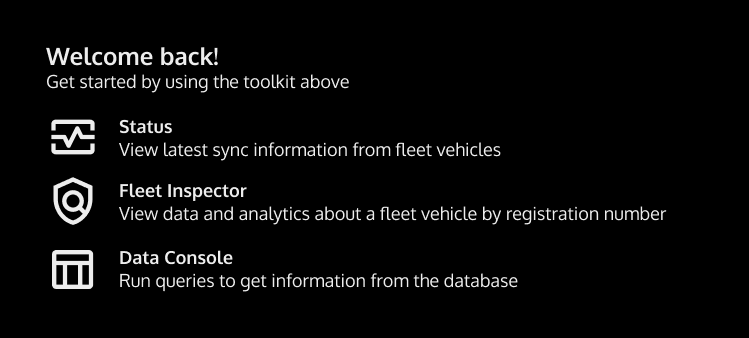 Welcome back!
Get started by using the toolkit above
Status
View latest sync information from fleet vehicles
Fleet Inspector
View data and analytics about a fleet vehicle by registration number
Data Console
Run queries to get information from the database